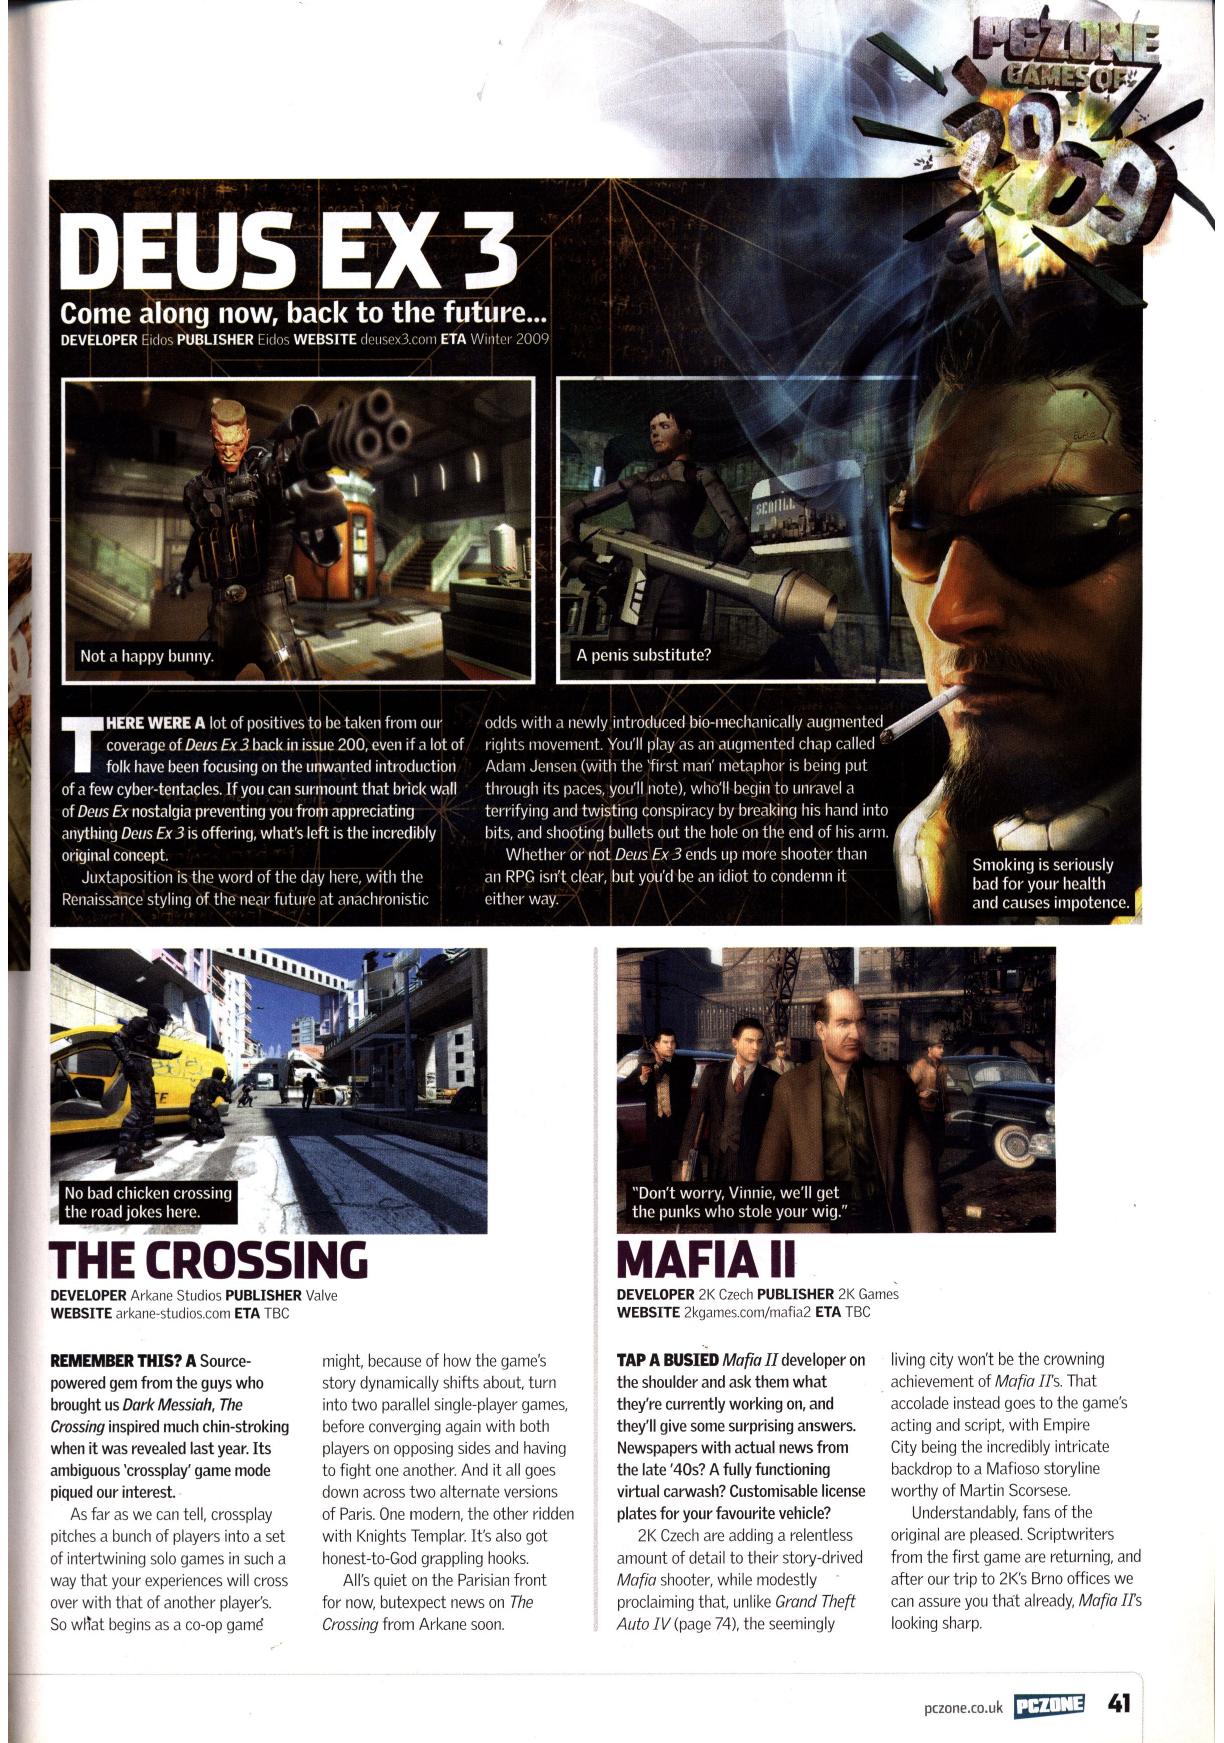 PCZONE
GAMES OF
2009
DEUS EX 3
Come along now, back to the future...
DEVELOPER Eidos PUBLISHER Eidos WEBSITE deusex3.com ETA Winter 2009
Not a happy bunny.
A penis substitute?
THERE WERE A lot of positives to be taken from our
coverage of Deus Ex 3 back in issue 200, even if a lot of
folk have been focusing on the unwanted introduction
of a few cyber-tentacles. If you can surmount that brick wall
of Deus Ex nostalgia preventing you from appreciating
anything Deus Ex 3 is offering, what's left is the incredibly
original concept.
Juxtaposition is the word of the day here, with the
Renaissance styling of the near future at anachronistic
odds with a newly introduced bio-mechanically augmented
rights movement. You'll play as an augmented chap called
Adam Jensen (with the 'first man' metaphor is being put
through its paces, you'll note), who'll begin to unravel a
terrifying and twisting conspiracy by breaking his hand into
bits, and shooting bullets out the hole on the end of his arm.
Whether or not Deus Ex 3 ends up more shooter than
an RPG isn't clear, but you'd be an idiot to condemn it
either way.
Smoking is seriously
bad for your health
and causes impotence.
No bad chicken crossing
the road jokes here.
THE CROSSING
DEVELOPER Arkane Studios PUBLISHER Valve
WEBSITE arkane-studios.com ETA TBC
REMEMBER THIS? A Source-
powered gem from the guys who
brought us Dark Messiah, The
Crossing inspired much chin-stroking
when it was revealed last year. Its
ambiguous 'crossplay' game mode
piqued our interest.
As far as we can tell, crossplay
pitches a bunch of players into a set
of intertwining solo games in such a
way that your experiences will cross
over with that of another player's.
So what begins as a co-op game
might, because of how the game's
story dynamically shifts about, turn
into two parallel single-player games,
before converging again with both
players on opposing sides and having
to fight one another. And it all goes
down across two alternate versions
of Paris. One modern, the other ridden
with Knights Templar. It's also got
honest-to-God grappling hooks.
All's quiet on the Parisian front
for now, butexpect news on The
Crossing from Arkane soon.
"Don't worry, Vinnie, we'll get
the punks who stole your wig."
MAFIA II
DEVELOPER 2K Czech PUBLISHER 2K Games
WEBSITE 2kgames.com/mafia2 ETA TBC
TAP A BUSIED Mafia II developer on
the shoulder and ask them what
they're currently working on, and
they'll give some surprising answers.
Newspapers with actual news from
the late '40s? A fully functioning
virtual carwash? Customisable license
plates for your favourite vehicle?
2K Czech are adding a relentless
amount of detail to their story-drived
Mafia shooter, while modestly
proclaiming that, unlike Grand Theft
Auto IV (page 74), the seemingly
living city won't be the crowning
achievement of Mafia II's. That
accolade instead goes to the game's
acting and script, with Empire
City being the incredibly intricate
backdrop to a Mafioso storyline
worthy of Martin Scorsese.
Understandably, fans of the
original are pleased. Scriptwriters
from the first game are returning, and
after our trip to 2K's Brno offices we
can assure you that already, Mafia II's
looking sharp.
pczone.co.uk PCZONE 41